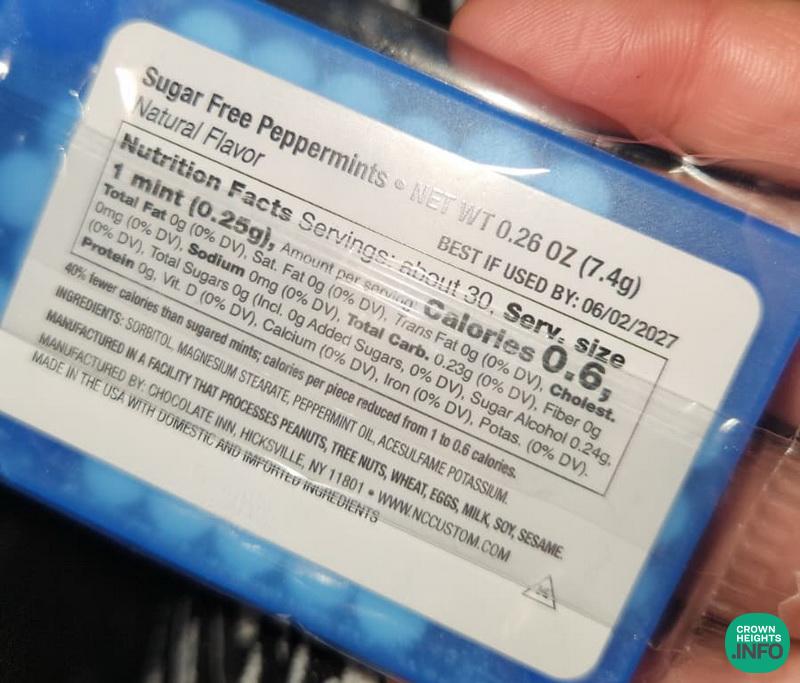 Sugar Free Peppermints • NET WT 0.26 OZ (7.4g)
Natural Flavor
BEST IF USED BY: 06/02/2027
Nutrition Facts Servings: about 30, Serv. size
1 mint (0.25g), Amount per serving: Calories 0.6,
Total Fat 0g (0% DV), Sat. Fat 0g (0% DV), Trans Fat 0g (0% DV), Cholest.
0mg (0% DV), Sodium 0mg (0% DV), Total Carb. 0.23g (0% DV), Fiber 0g
(0% DV), Total Sugars 0g (Incl. 0g Added Sugars, 0% DV), Sugar Alcohol 0.24g,
Protein 0g, Vit. D (0% DV), Calcium (0% DV), Iron (0% DV), Potas. (0% DV).
40% fewer calories than sugared mints; calories per piece reduced from 1 to 0.6 calories.
INGREDIENTS: SORBITOL, MAGNESIUM STEARATE, PEPPERMINT OIL, ACESULFAME POTASSIUM.
MANUFACTURED IN A FACILITY THAT PROCESSES PEANUTS, TREE NUTS, WHEAT, EGGS, MILK, SOY, SESAME.
MANUFACTURED BY: CHOCOLATE INN, HICKSVILLE, NY 11801 • WWW.NCCUSTOM.COM
MADE IN THE USA WITH DOMESTIC AND IMPORTED INGREDIENTS
CROWN
HEIGHTS
.INFO